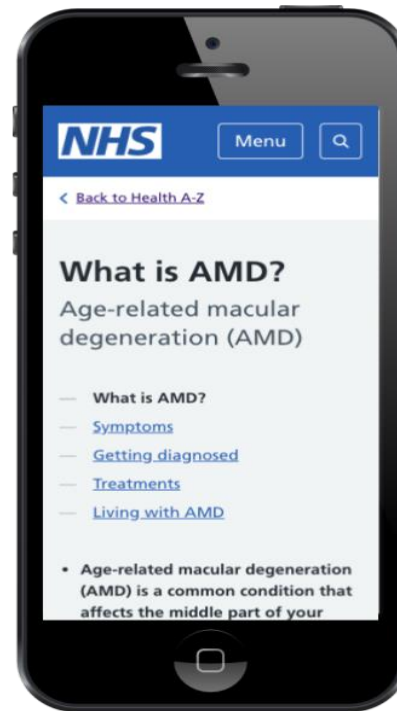 NHS
Menu
Back to Health A-Z
What is AMD?
Age-related macular
degeneration (AMD)
What is AMD?
Symptoms
Getting diagnosed
Treatments
Living with AMD
Age-related macular degeneration
(AMD) is a common condition that
affects the middle part of your